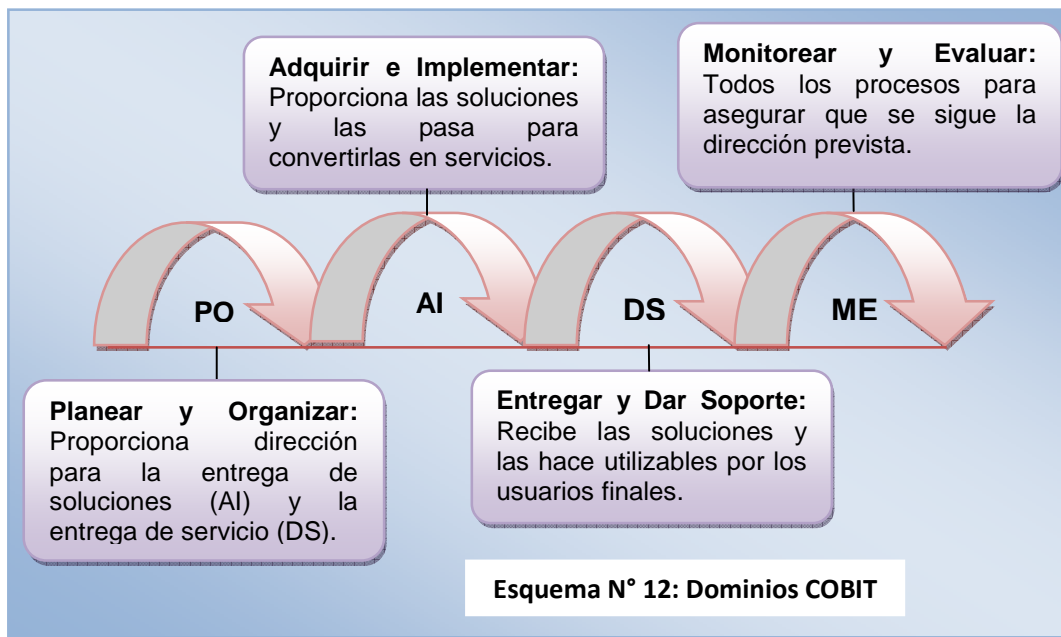 Adquirir e Implementar:
Proporciona las soluciones
y las pasa para
convertirlas en servicios.
Monitorear y Evaluar:
Todos los procesos para
asegurar que se sigue la
dirección prevista.
PO
AI
DS
ME
Planear y Organizar:
Proporciona dirección
para la entrega de
soluciones (AI) y la
entrega de servicio (DS).
Entregar y Dar Soporte:
Recibe las soluciones y
las hace utilizables por los
usuarios finales.
Esquema N° 12: Dominios COBIT